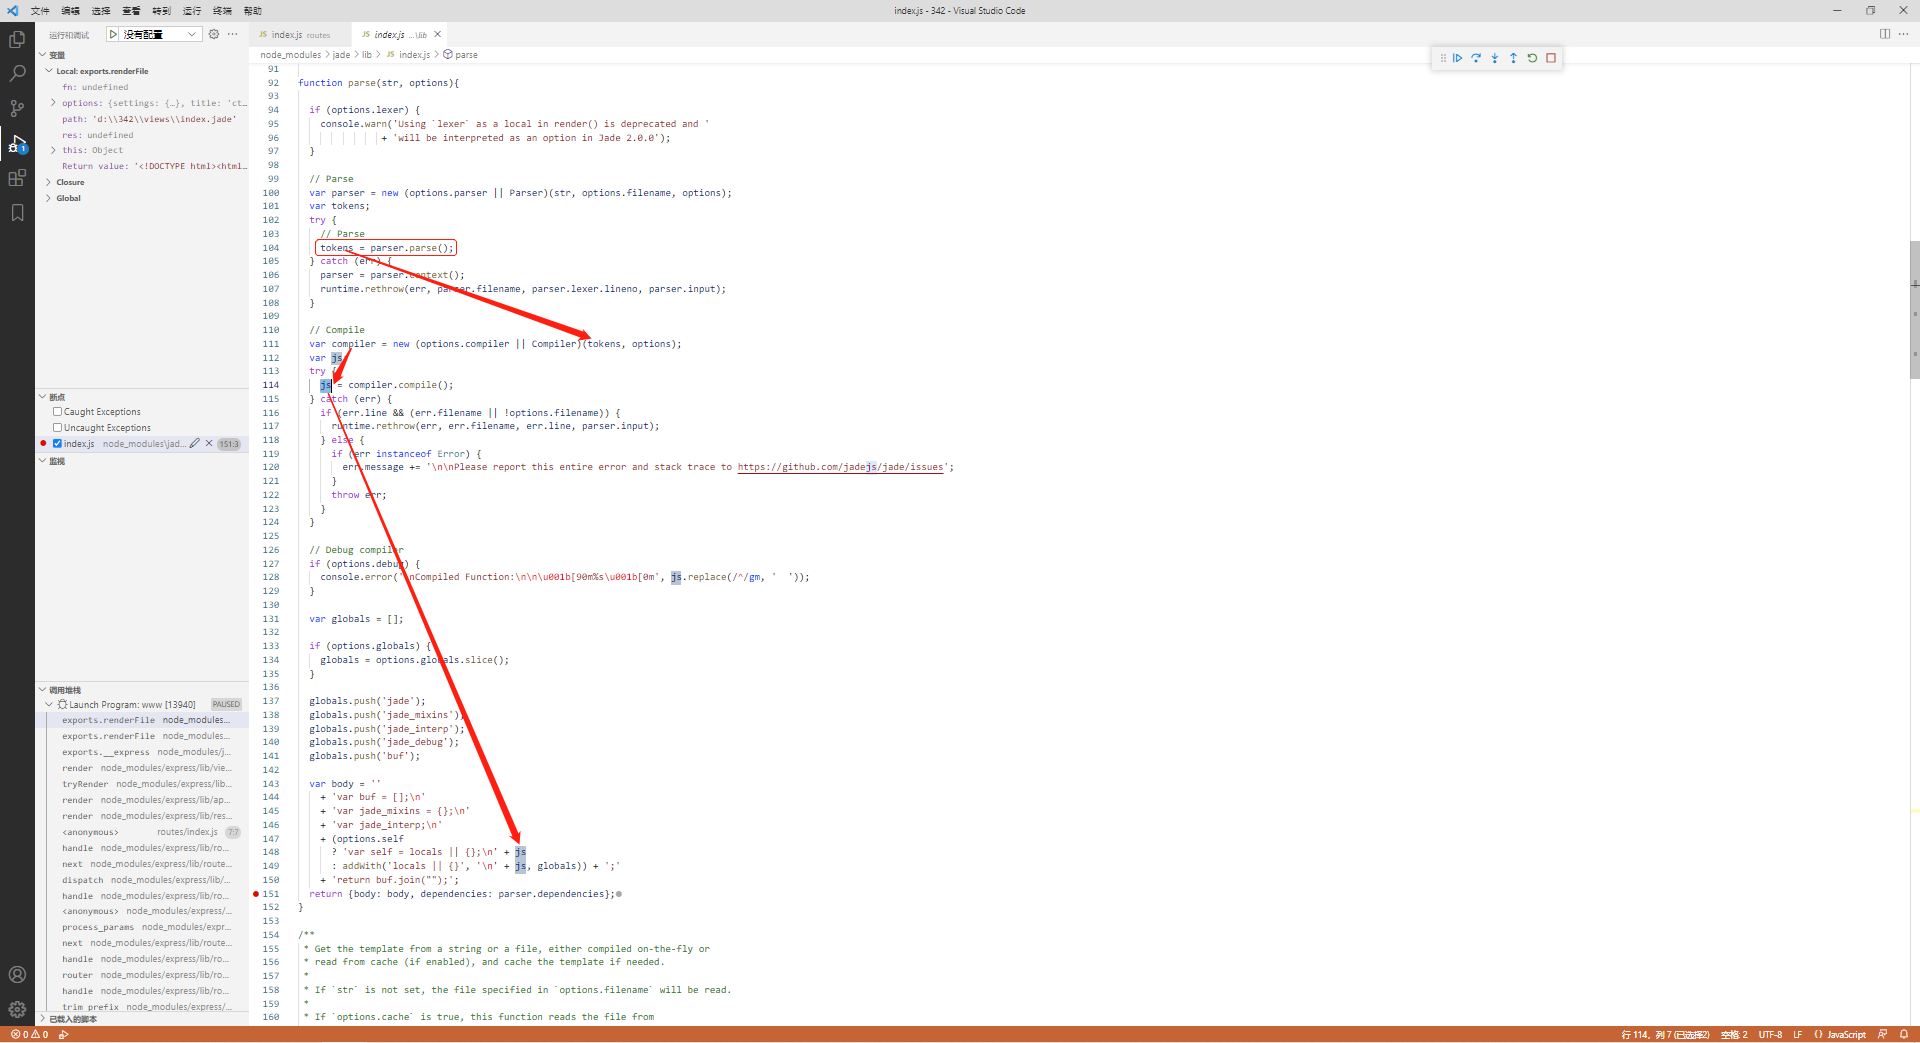 文件 编辑 选择 查看 转到 运行 终端 帮助
index.js - 342 - Visual Studio Code
运行和调试 没有配置
变量
Local: exports.renderFile
fn: undefined
options: {settings: {…}, title: 'ct…
path: 'd:\\342\\views\\index.jade'
res: undefined
this: Object
Return value: '<!DOCTYPE html><html…
Closure
Global
断点
Caught Exceptions
Uncaught Exceptions
index.js node_modules\jad… 151:3
监视
调用堆栈
Launch Program: www [13940] PAUSED
exports.renderFile node_modules…
exports.renderFile node_modules…
exports.__express node_modules/j…
render node_modules/express/lib/vie…
tryRender node_modules/express/lib…
render node_modules/express/lib/ap…
render node_modules/express/lib/res…
<anonymous> routes/index.js 7:7
handle node_modules/express/lib/ro…
next node_modules/express/lib/route…
dispatch node_modules/express/lib/…
handle node_modules/express/lib/ro…
<anonymous> node_modules/express/…
process_params node_modules/expr…
next node_modules/express/lib/route…
handle node_modules/express/lib/ro…
router node_modules/express/lib/ro…
handle node_modules/express/lib/ro…
trim_prefix node_modules/express/…
已载入的脚本
index.js routes
index.js ...\lib
node_modules > jade > lib > index.js > parse
91
92 function parse(str, options){
93
94 if (options.lexer) {
95 console.warn('Using `lexer` as a local in render() is deprecated and '
96 + 'will be interpreted as an option in Jade 2.0.0');
97 }
98
99 // Parse
100 var parser = new (options.parser || Parser)(str, options.filename, options);
101 var tokens;
102 try {
103 // Parse
104 tokens = parser.parse();
105 } catch (err) {
106 parser = parser.context();
107 runtime.rethrow(err, parser.filename, parser.lexer.lineno, parser.input);
108 }
109
110 // Compile
111 var compiler = new (options.compiler || Compiler)(tokens, options);
112 var js
113 try {
114 js = compiler.compile();
115 } catch (err) {
116 if (err.line && (err.filename || !options.filename)) {
117 runtime.rethrow(err, err.filename, err.line, parser.input);
118 } else {
119 if (err instanceof Error) {
120 err.message += '\n\nPlease report this entire error and stack trace to https://github.com/jadejs/jade/issues';
121 }
122 throw err;
123 }
124 }
125
126 // Debug compiler
127 if (options.debug) {
128 console.error('\nCompiled Function:\n\n\u001b[90m%s\u001b[0m', js.replace(/^/gm, '  '));
129 }
130
131 var globals = [];
132
133 if (options.globals) {
134 globals = options.globals.slice();
135 }
136
137 globals.push('jade');
138 globals.push('jade_mixins');
139 globals.push('jade_interp');
140 globals.push('jade_debug');
141 globals.push('buf');
142
143 var body = ''
144 + 'var buf = [];\n'
145 + 'var jade_mixins = {};\n'
146 + 'var jade_interp;\n'
147 + (options.self
148 ? 'var self = locals || {};\n' + js
149 : addWith('locals || {}', '\n' + js, globals)) + ';'
150 + 'return buf.join("");';
151 return {body: body, dependencies: parser.dependencies};
152 }
153
154 /**
155 * Get the template from a string or a file, either compiled on-the-fly or
156 * read from cache (if enabled), and cache the template if needed.
157 *
158 * If `str` is not set, the file specified in `options.filename` will be read.
159 *
160 * If `options.cache` is true, this function reads the file from
0 0
行 114，列 7 (已选择2) 空格: 2 UTF-8 LF {} JavaScript